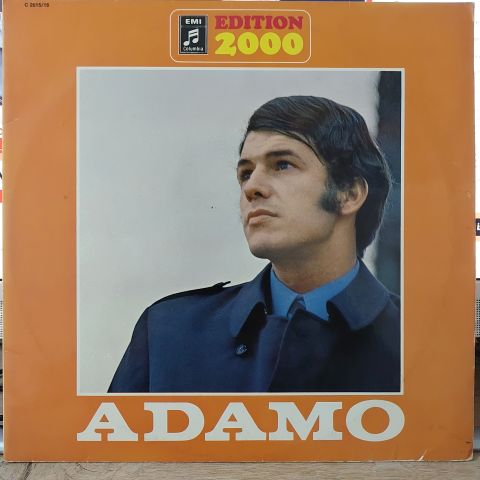 C 2615/16
EMI
Columbia
EDITION
2000
ADAMO